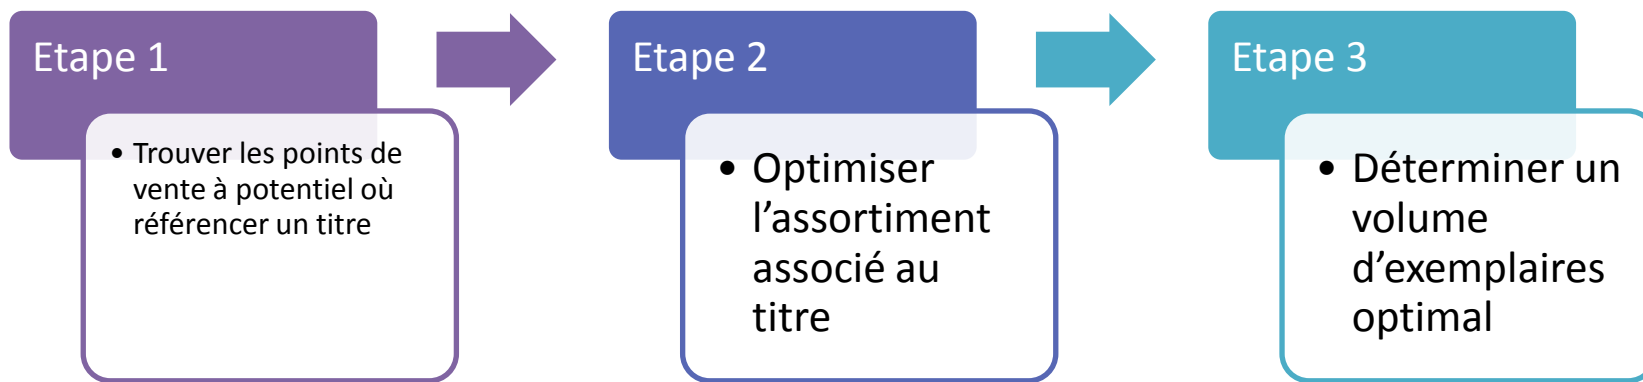 Etape 1
• Trouver les points de
vente à potentiel où
référencer un titre
Etape 2
• Optimiser
l’assortiment
associé au
titre
Etape 3
• Déterminer un
volume
d’exemplaires
optimal